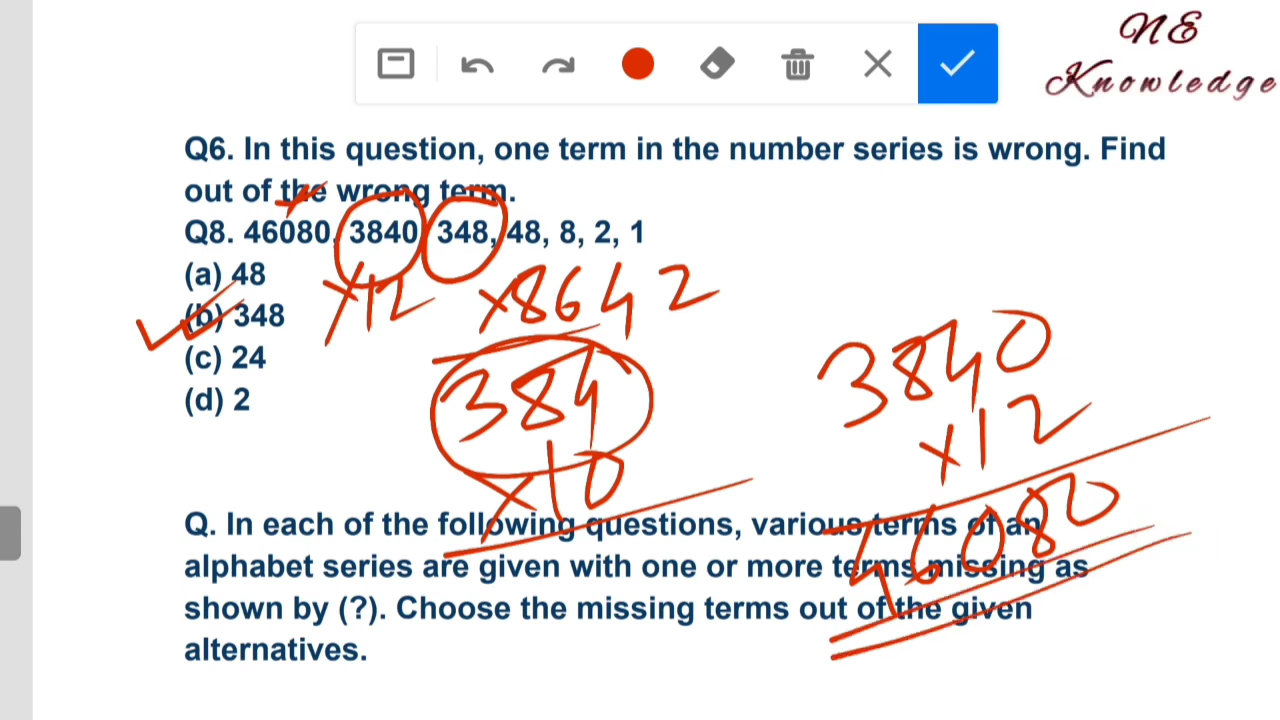 NE
Knowledge
Q6. In this question, one term in the number series is wrong. Find
out of the wrong term.
Q8. 46080, 3840, 348, 48, 8, 2, 1
(a) 48
(b) 348
(c) 24
(d) 2
×12 ×8 6 4 2
384
×10
3840
×12
46080
Q. In each of the following questions, various terms of an
alphabet series are given with one or more terms missing as
shown by (?). Choose the missing terms out of the given
alternatives.